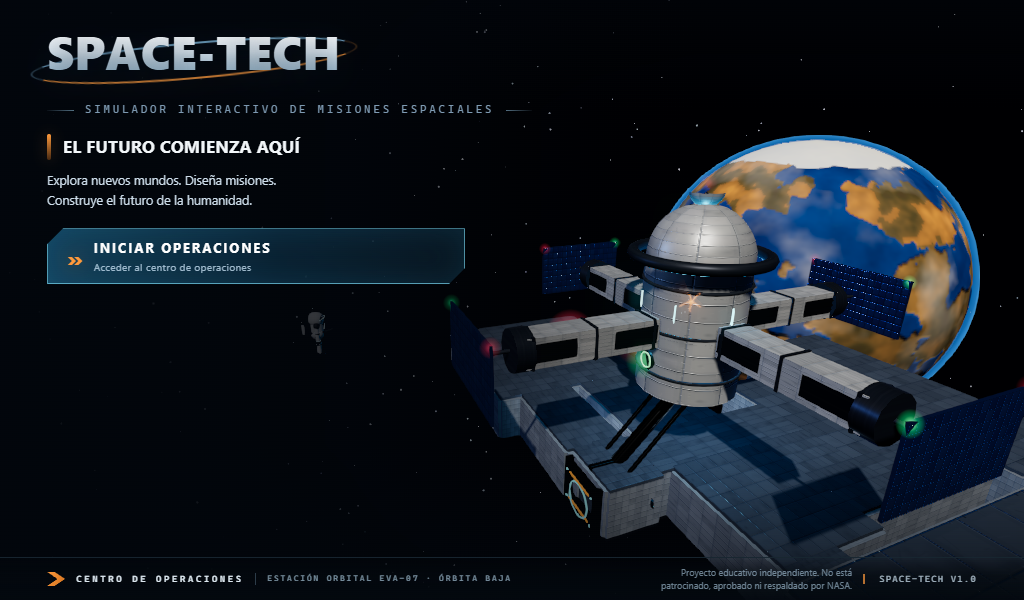 SPACE-TECH
SIMULADOR INTERACTIVO DE MISIONES ESPACIALES
EL FUTURO COMIENZA AQUÍ
Explora nuevos mundos. Diseña misiones.
Construye el futuro de la humanidad.
INICIAR OPERACIONES
Acceder al centro de operaciones
CENTRO DE OPERACIONES
ESTACIÓN ORBITAL EVA-07 · ÓRBITA BAJA
Proyecto educativo independiente. No está
patrocinado, aprobado ni respaldado por NASA.
SPACE-TECH V1.0